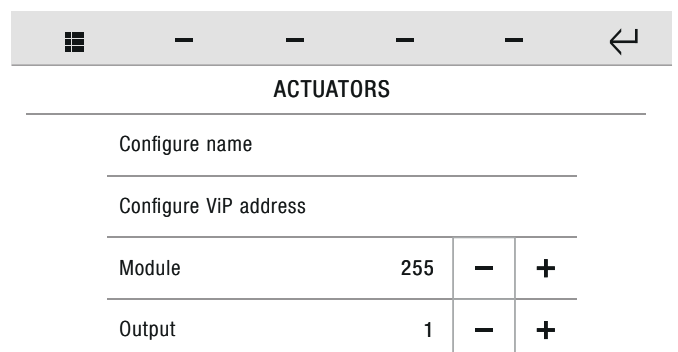 ACTUATORS
Configure name
Configure ViP address
Module 255 − +
Output 1 − +